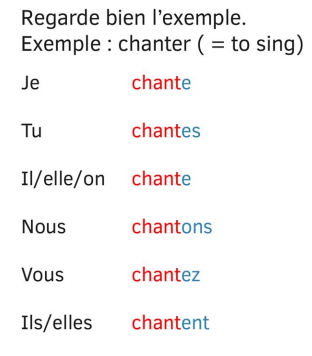 Regarde bien l’exemple.
Exemple : chanter ( = to sing)
Je chante
Tu chantes
Il/elle/on chante
Nous chantons
Vous chantez
Ils/elles chantent